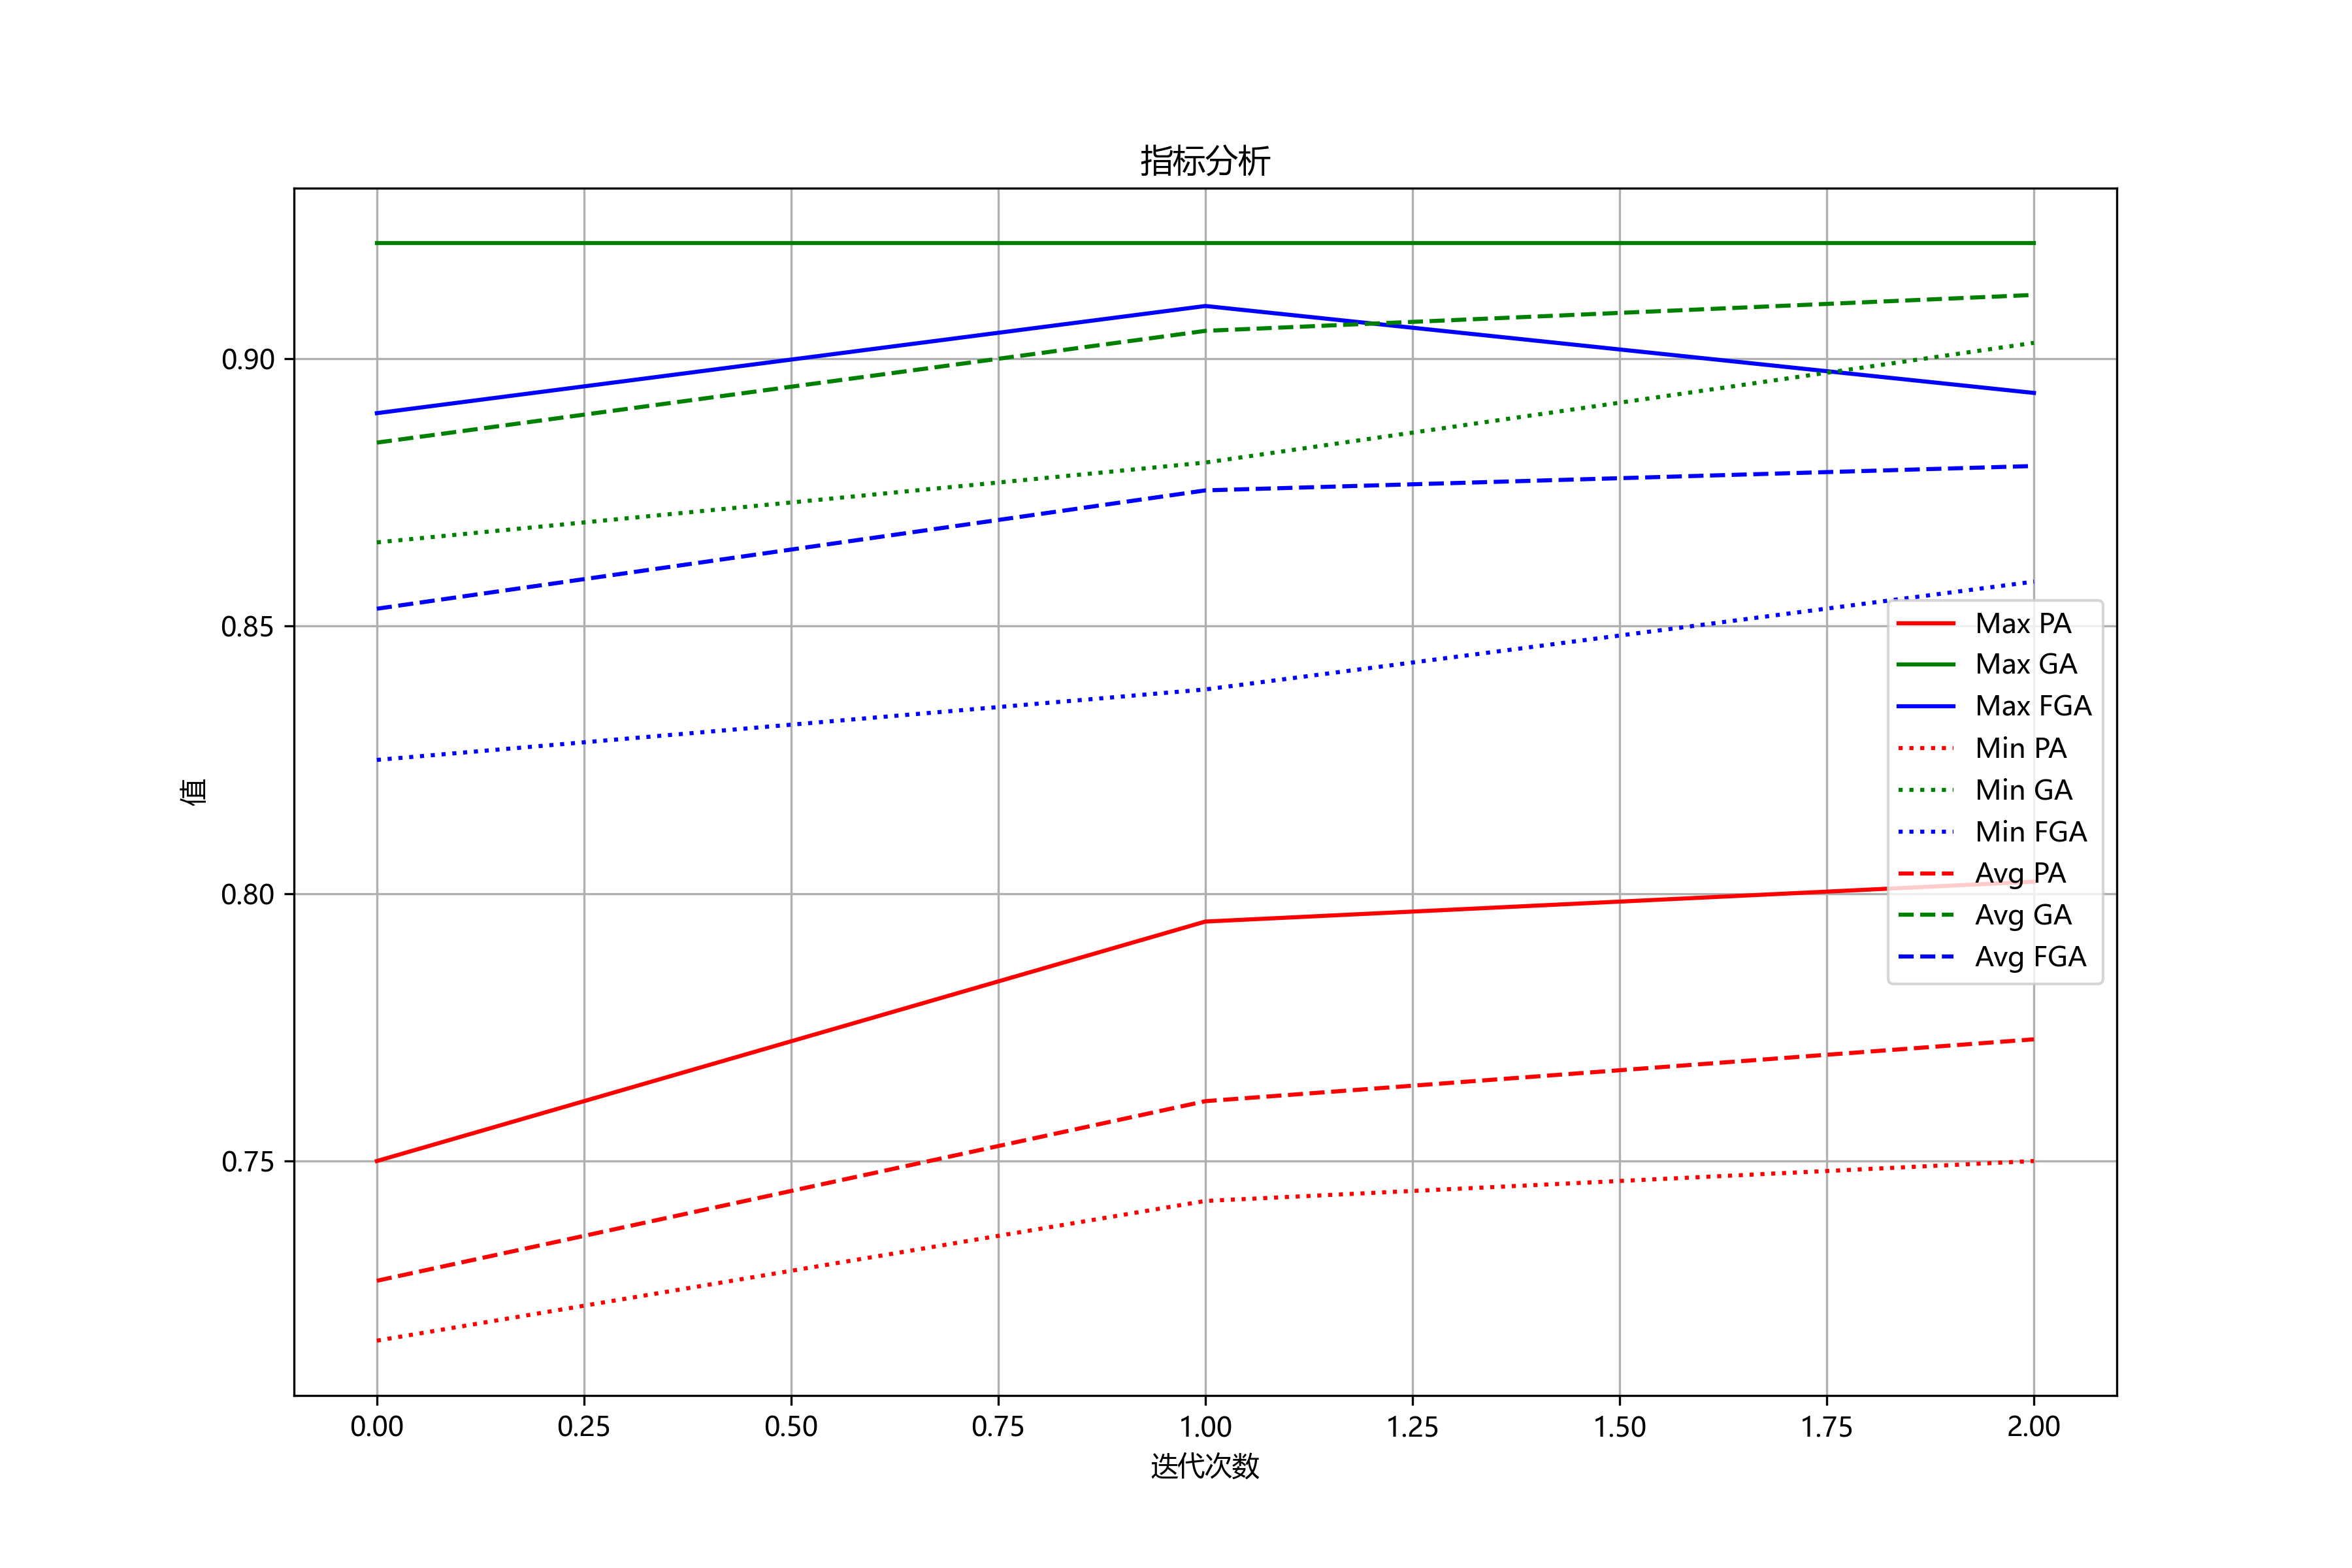 指标分析
0.90
0.85
0.80
0.75
值
0.00 0.25 0.50 0.75 1.00 1.25 1.50 1.75 2.00
迭代次数
Max PA
Max GA
Max FGA
Min PA
Min GA
Min FGA
Avg PA
Avg GA
Avg FGA